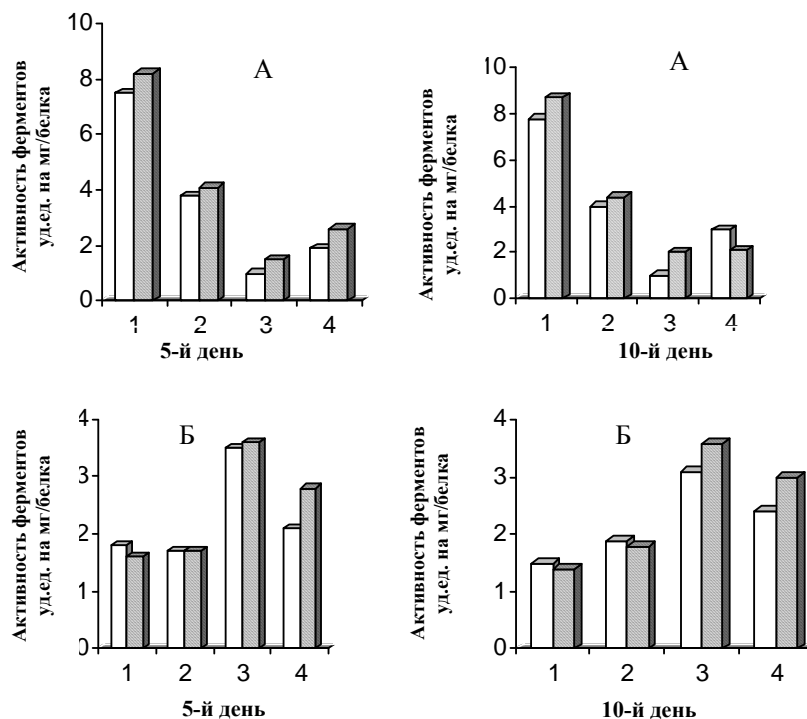 Активность ферментов
уд.ед. на мг/белка
10
8
6
4
2
0
А
1 2 3 4
5-й день
Активность ферментов
уд.ед. на мг/белка
10
8
6
4
2
0
А
1 2 3 4
10-й день
Активность ферментов
уд.ед. на мг/белка
4
3
2
1
0
Б
1 2 3 4
5-й день
Активность ферментов
уд.ед. на мг/белка
4
3
2
1
0
Б
1 2 3 4
10-й день